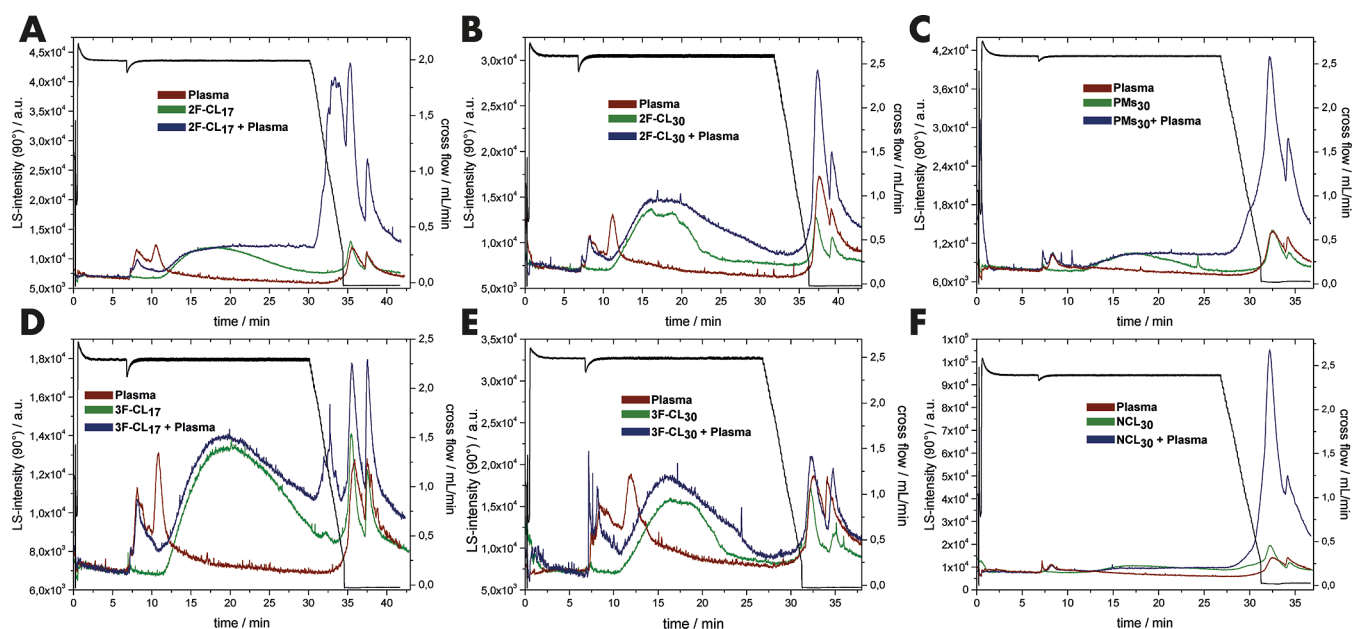 A
4,5x10⁴
4,0x10⁴
3,5x10⁴
3,0x10⁴
2,5x10⁴
2,0x10⁴
1,5x10⁴
1,0x10⁴
5,0x10³
LS-intensity (90°) / a.u.
Plasma
2F-CL17
2F-CL17 + Plasma
2,0
1,5
1,0
0,5
0,0
cross flow / mL/min
0 5 10 15 20 25 30 35 40
time / min
B
3,0x10⁴
2,5x10⁴
2,0x10⁴
1,5x10⁴
1,0x10⁴
5,0x10³
LS-intensity (90°) / a.u.
Plasma
2F-CL30
2F-CL30 + Plasma
2,5
2,0
1,5
1,0
0,5
0,0
cross flow / mL/min
0 5 10 15 20 25 30 35 40
time / min
C
4,2x10⁴
3,6x10⁴
3,0x10⁴
2,4x10⁴
1,8x10⁴
1,2x10⁴
6,0x10³
LS-intensity (90°) / a.u.
Plasma
PMs30
PMs30+ Plasma
2,5
2,0
1,5
1,0
0,5
0,0
cross flow / mL/min
0 5 10 15 20 25 30 35
time / min
D
1,8x10⁴
1,6x10⁴
1,4x10⁴
1,2x10⁴
1,0x10⁴
8,0x10³
6,0x10³
LS-intensity (90°) / a.u.
Plasma
3F-CL17
3F-CL17 + Plasma
2,5
2,0
1,5
1,0
0,5
0,0
cross flow / mL/min
0 5 10 15 20 25 30 35 40
time / min
E
3,5x10⁴
3,0x10⁴
2,5x10⁴
2,0x10⁴
1,5x10⁴
1,0x10⁴
5,0x10³
LS-intensity (90°) / a.u.
Plasma
3F-CL30
3F-CL30 + Plasma
2,5
2,0
1,5
1,0
0,5
0,0
cross flow / mL/min
0 5 10 15 20 25 30 35
time / min
F
1x10⁵
1x10⁵
9x10⁴
8x10⁴
7x10⁴
6x10⁴
5x10⁴
4x10⁴
3x10⁴
2x10⁴
1x10⁴
0
LS-intensity (90°) / a.u.
Plasma
NCL30
NCL30 + Plasma
2,5
2,0
1,5
1,0
0,5
0,0
cross flow / mL/min
0 5 10 15 20 25 30 35
time / min